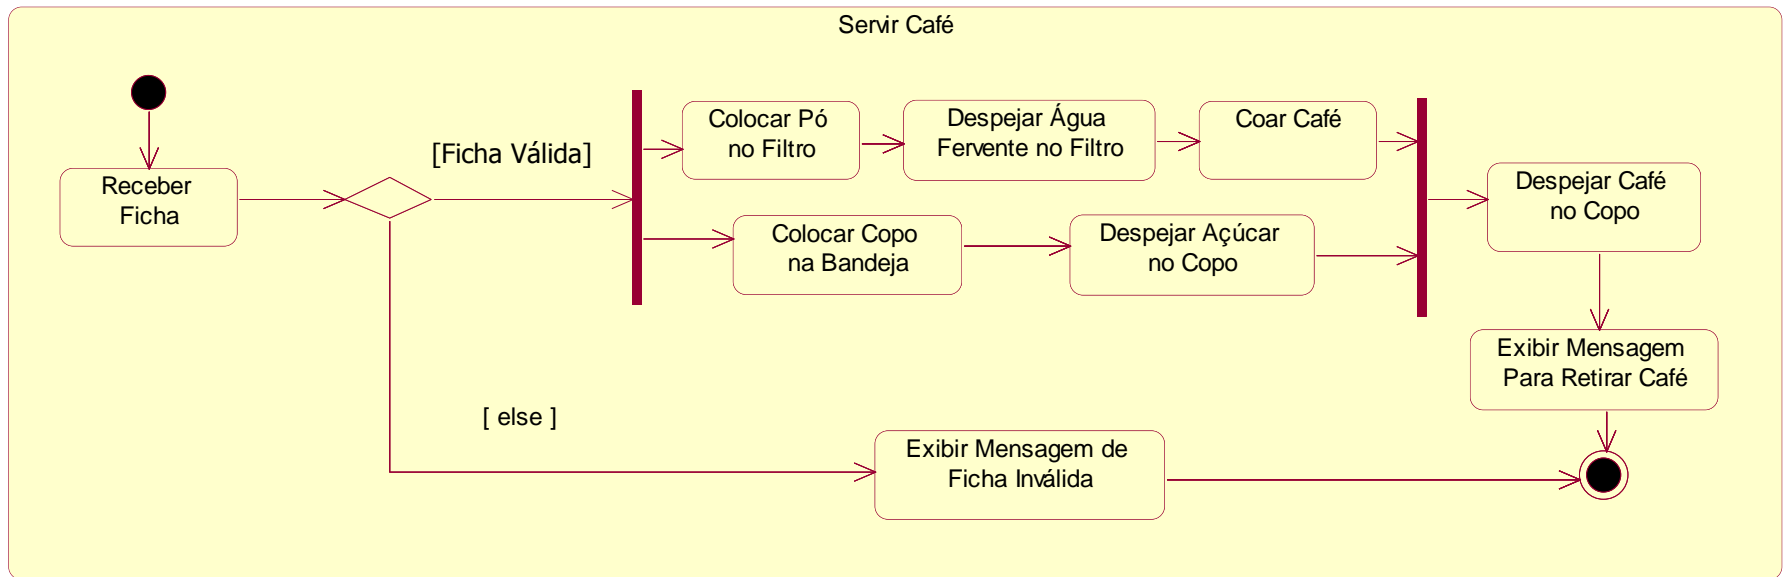 Servir Café
Receber
Ficha
[Ficha Válida]
Colocar Pó
no Filtro
Despejar Água
Fervente no Filtro
Coar Café
Colocar Copo
na Bandeja
Despejar Açúcar
no Copo
Despejar Café
no Copo
Exibir Mensagem
Para Retirar Café
[ else ]
Exibir Mensagem de
Ficha Inválida